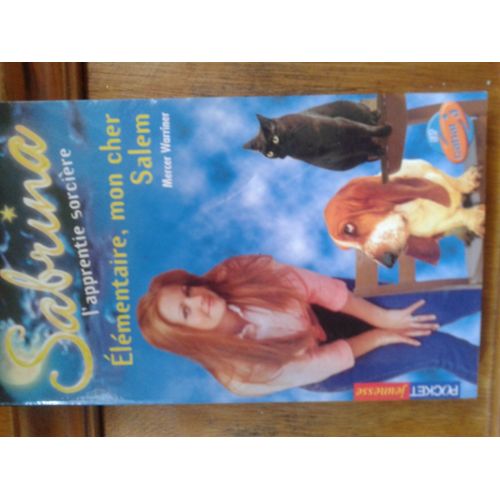 Sabrina
l'apprentie sorcière
Élémentaire, mon cher
Salem
Mercer Warriner
POCKET
jeunesse